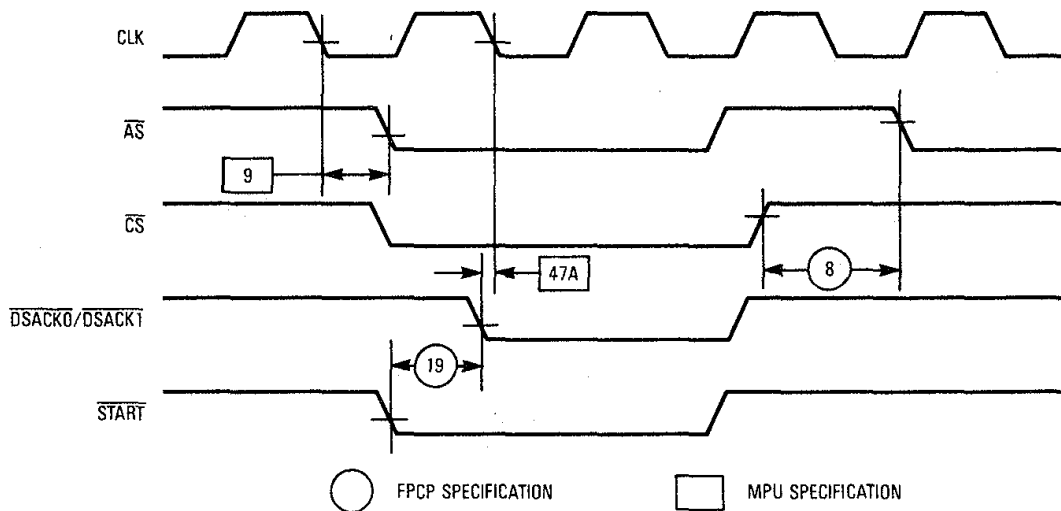 CLK
AS
9
CS
8
47A
DSACK0/DSACK1
19
START
FPCP SPECIFICATION
MPU SPECIFICATION